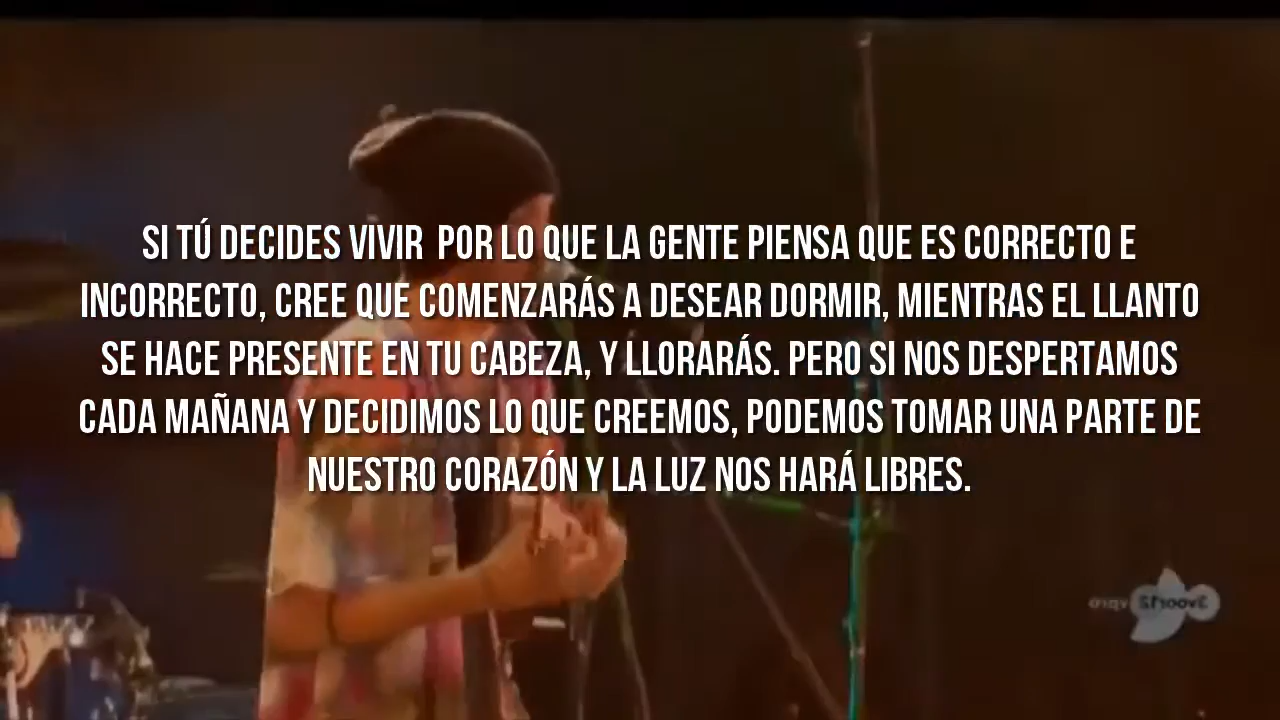 SI TÚ DECIDES VIVIR POR LO QUE LA GENTE PIENSA QUE ES CORRECTO E
INCORRECTO, CREE QUE COMENZARÁS A DESEAR DORMIR, MIENTRAS EL LLANTO
SE HACE PRESENTE EN TU CABEZA, Y LLORARÁS. PERO SI NOS DESPERTAMOS
CADA MAÑANA Y DECIDIMOS LO QUE CREEMOS, PODEMOS TOMAR UNA PARTE DE
NUESTRO CORAZÓN Y LA LUZ NOS HARÁ LIBRES.